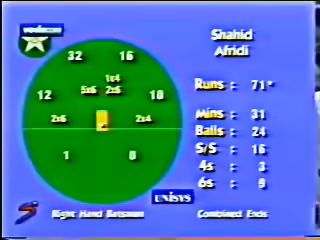 vodacom
Shahid
Afridi
32 16
1x4
5x6 2x6
12 10
2x6 2x4
1 0
Runs : 71*
Mins : 31
Balls : 24
S/S : 16
4s : 3
6s : 9
UNISYS
Right Hand Batsman
Combined Ends